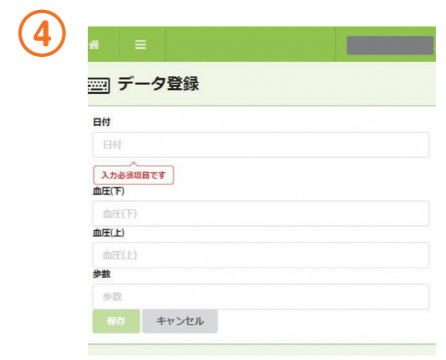 4
データ登録
日付
日付
入力必須項目です
血圧(下)
血圧(下)
血圧(上)
血圧(上)
歩数
歩数
保存 キャンセル